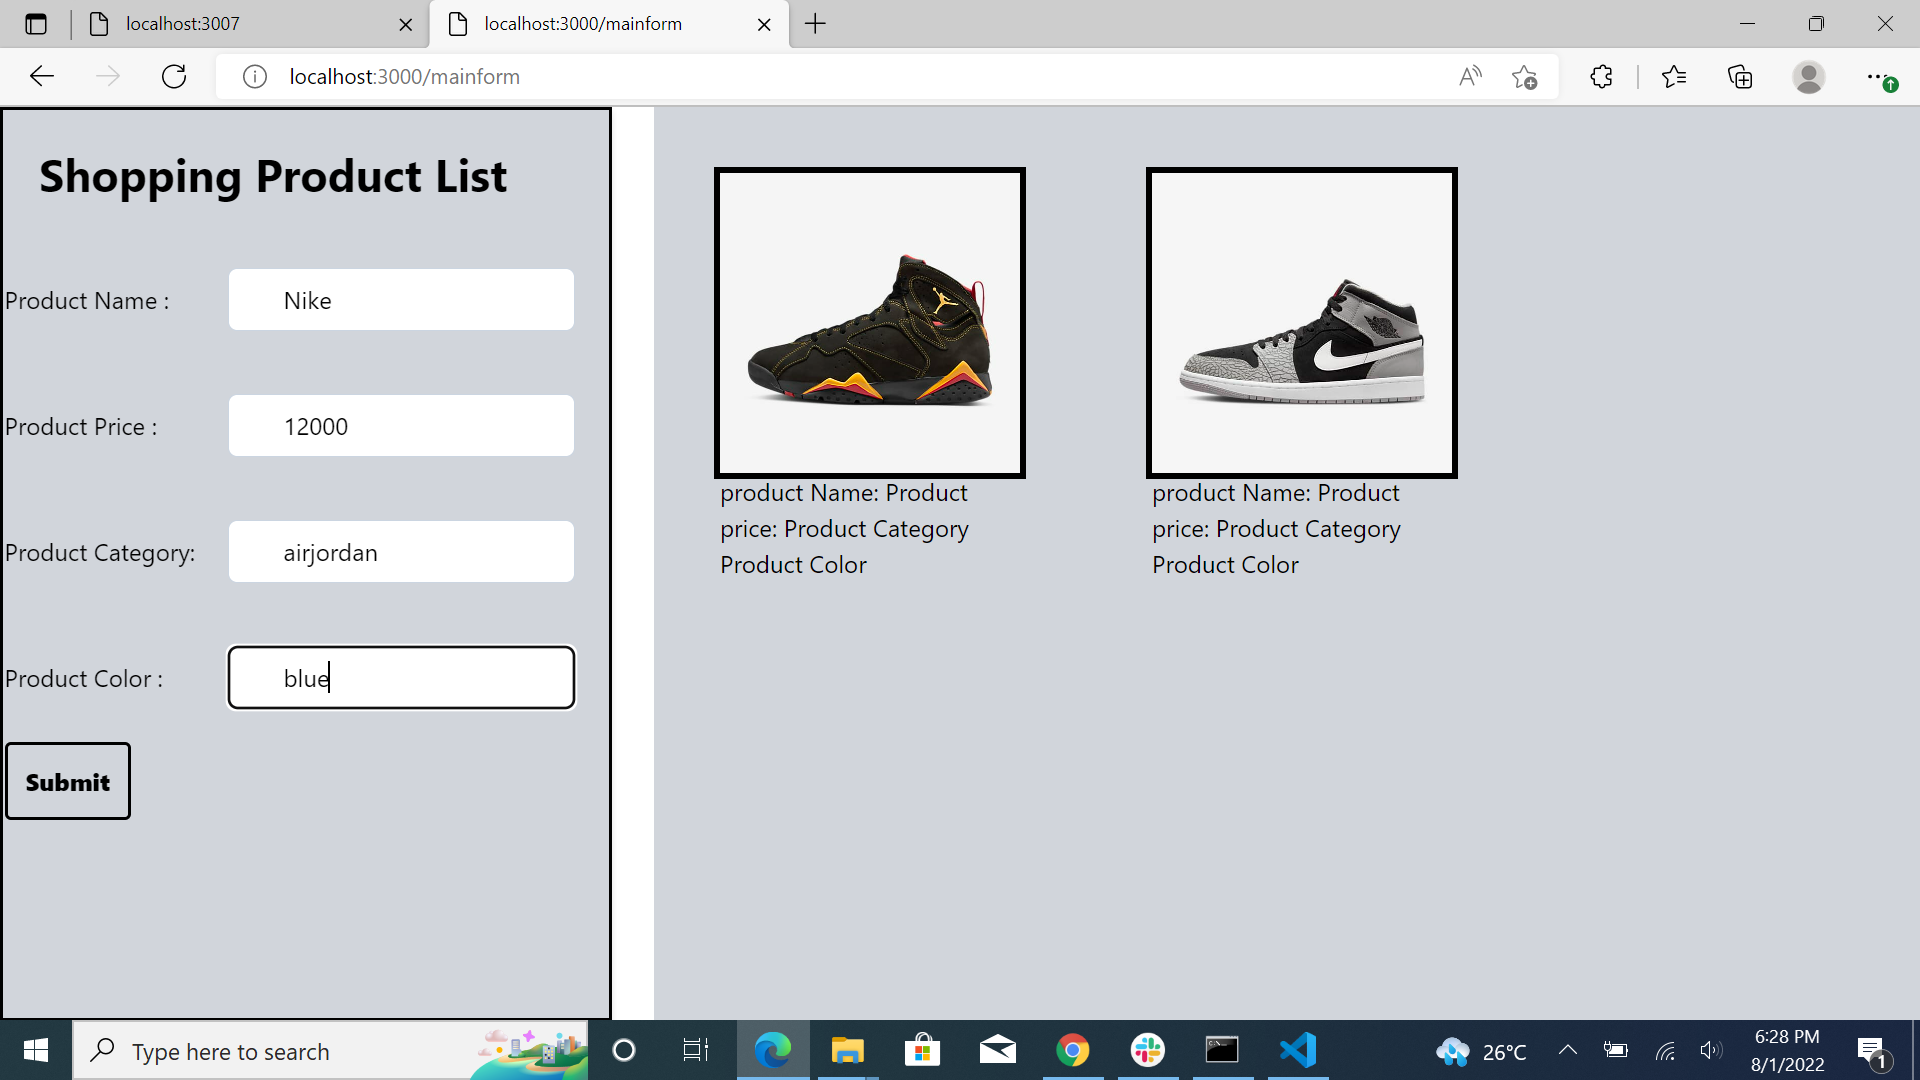 localhost:3007
localhost:3000/mainform
localhost:3000/mainform
Shopping Product List
Product Name :
Nike
Product Price :
12000
Product Category:
airjordan
Product Color :
blue
Submit
product Name: Product
price: Product Category
Product Color
product Name: Product
price: Product Category
Product Color
Type here to search
26°C
6:28 PM
8/1/2022
1